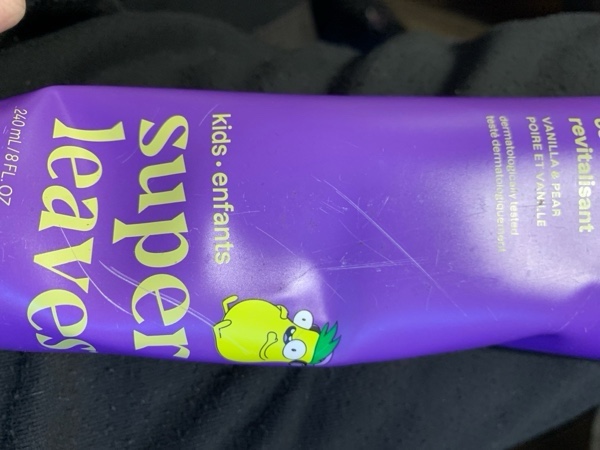 revitalisant
VANILLA & PEAR
POIRE ET VANILLE
dermatologically tested
testé dermatologiquement
kids • enfants
super
leaves
240 mL / 8 FL. OZ